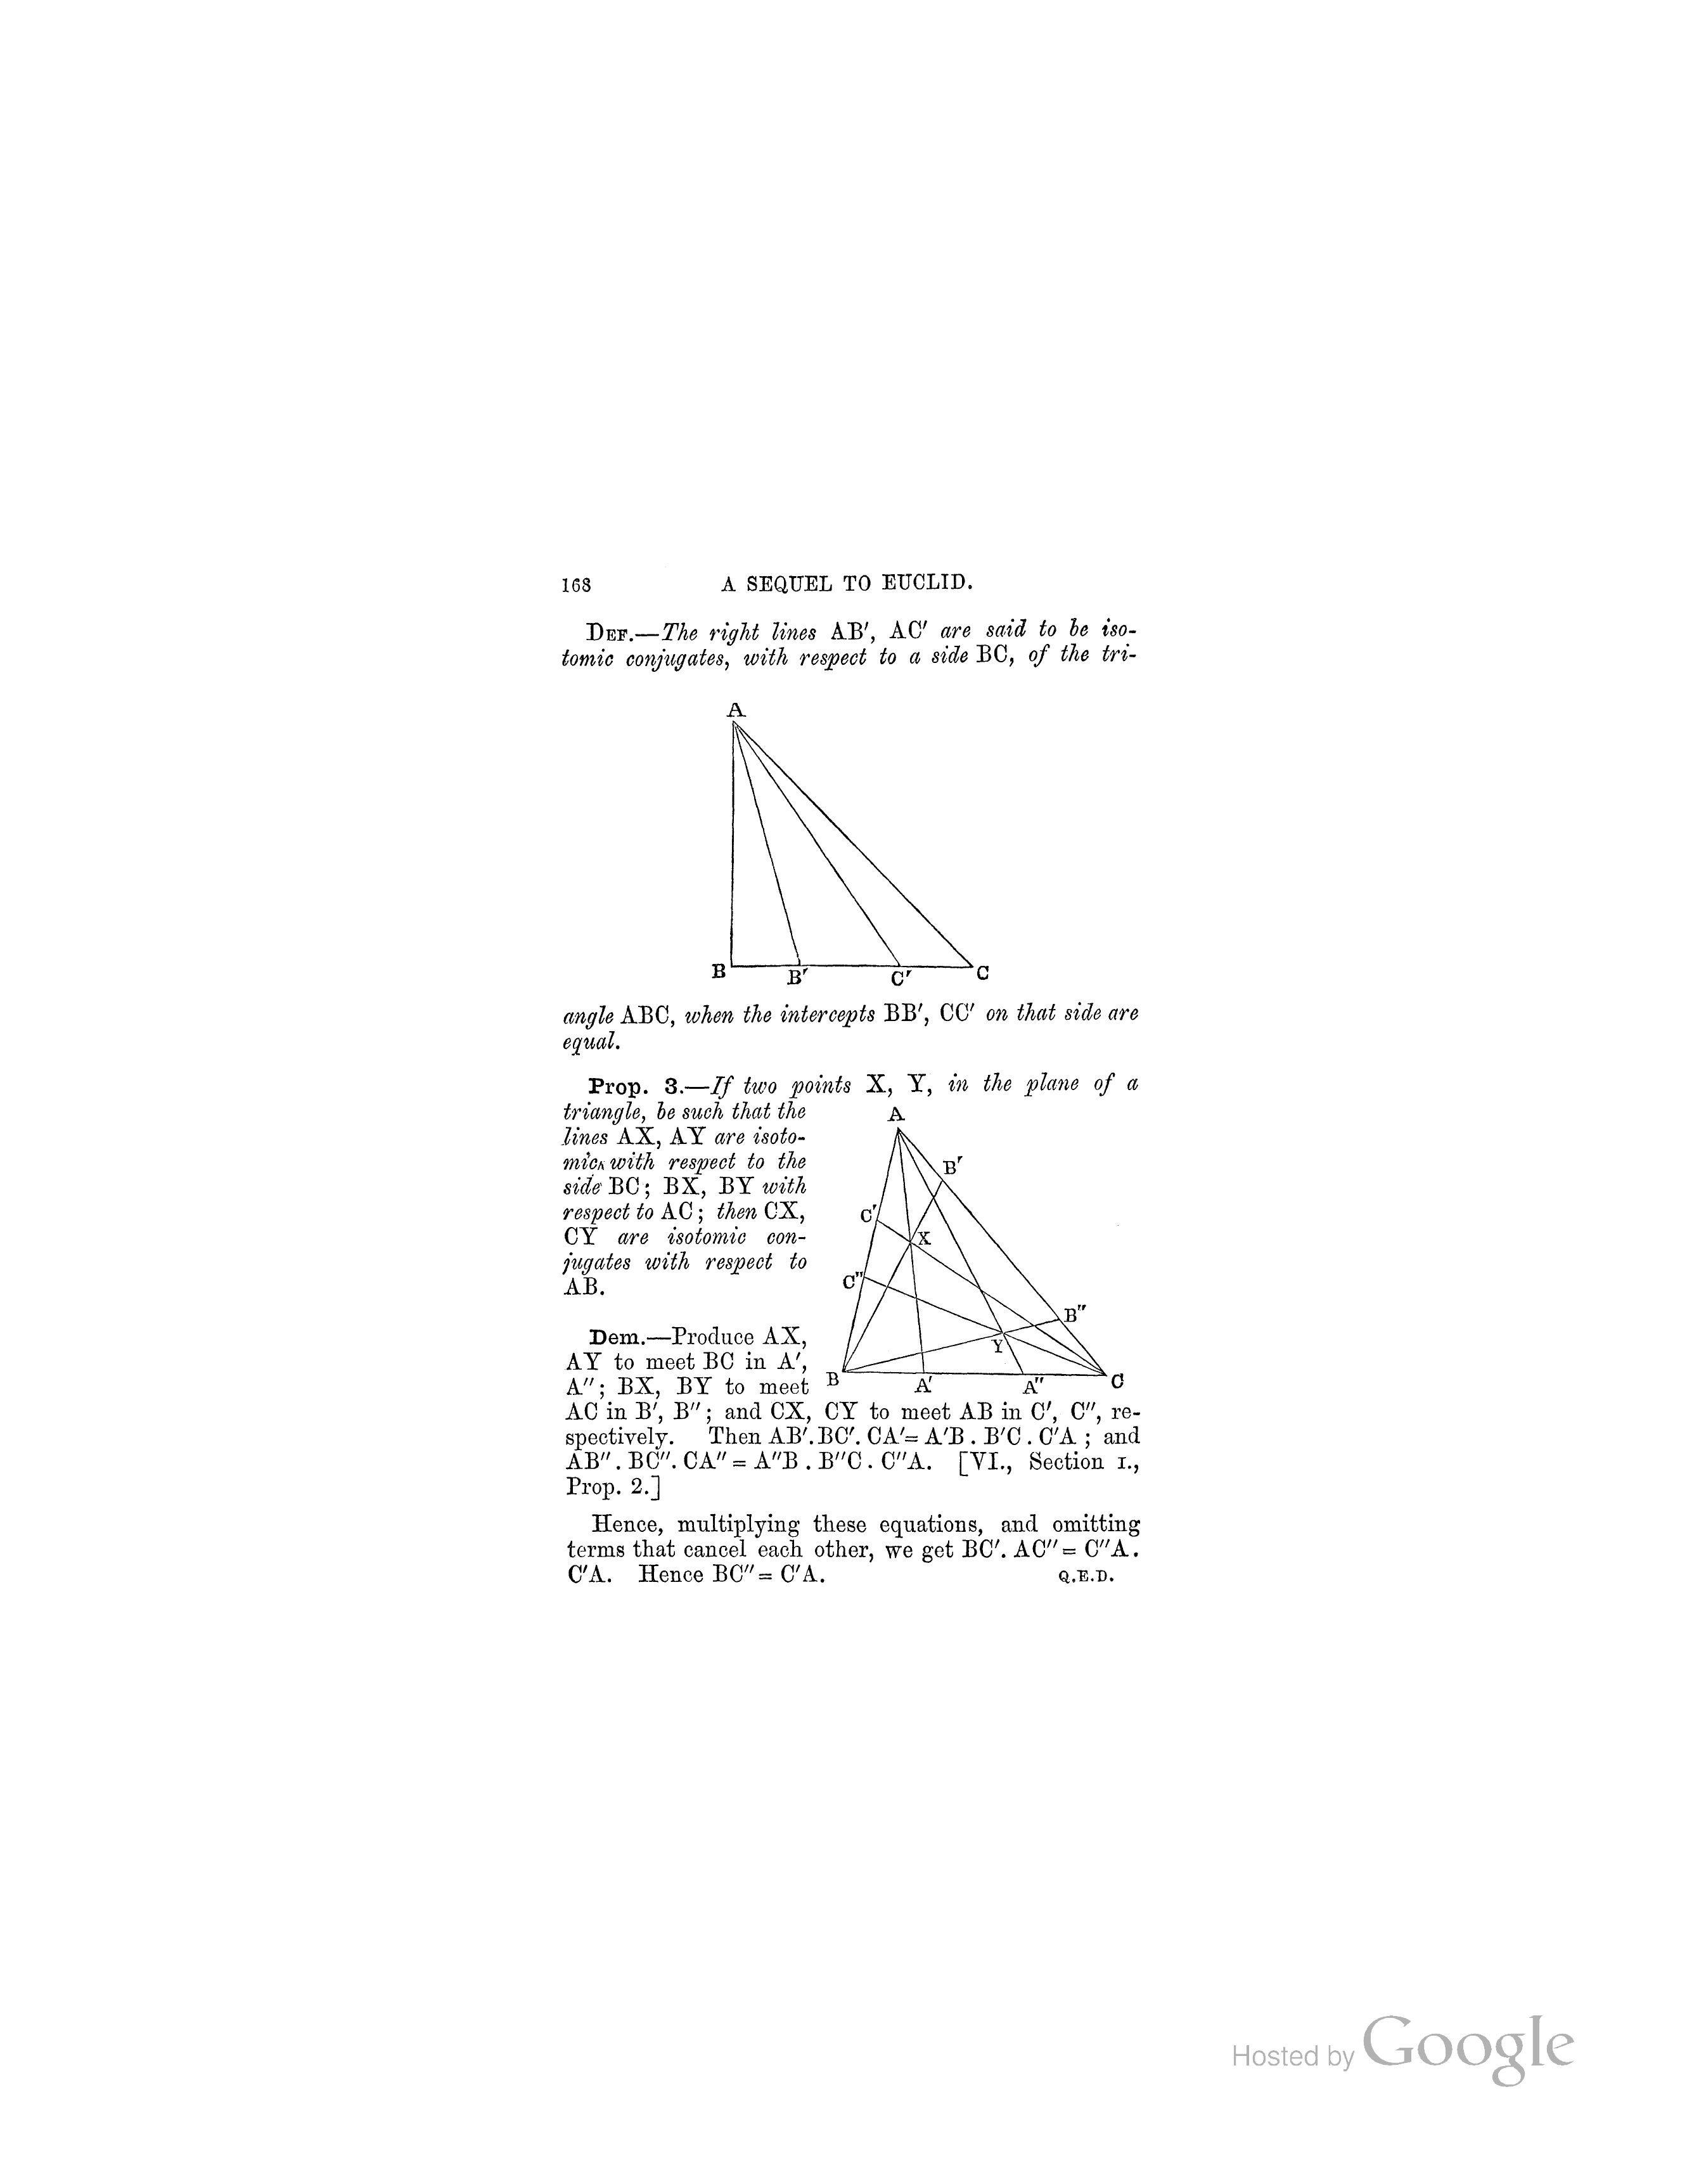 168 A SEQUEL TO EUCLID.
DEF.—The right lines AB′, AC′ are said to be iso-
tomic conjugates, with respect to a side BC, of the tri-
A
B B′ C′ C
angle ABC, when the intercepts BB′, CC′ on that side are
equal.
Prop. 3.—If two points X, Y, in the plane of a
triangle, be such that the
lines AX, AY are isoto-
mic with respect to the
side BC; BX, BY with
respect to AC; then CX,
CY are isotomic con-
jugates with respect to
AB.
A
B′
C′
X
C″
B″
Y
B A′ A″ C
Dem.—Produce AX,
AY to meet BC in A′,
A″; BX, BY to meet
AC in B′, B″; and CX, CY to meet AB in C′, C″, re-
spectively. Then AB′. BC′. CA′= A′B . B′C . C′A ; and
AB″. BC″. CA″ = A″B . B″C . C″A. [VI., Section I.,
Prop. 2.]
Hence, multiplying these equations, and omitting
terms that cancel each other, we get BC′. AC″ = C″A.
C′A. Hence BC″ = C′A. Q.E.D.
Hosted by Google